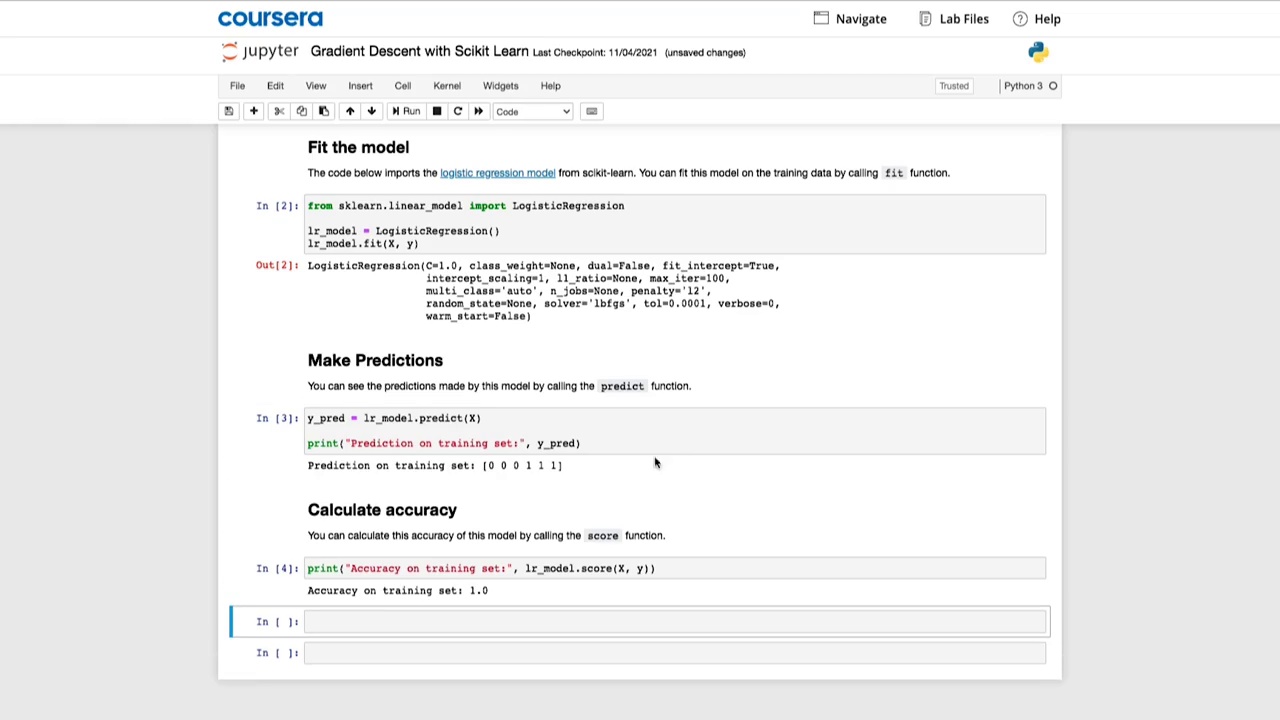 coursera
Navigate Lab Files Help
jupyter Gradient Descent with Scikit Learn Last Checkpoint: 11/04/2021 (unsaved changes)
File Edit View Insert Cell Kernel Widgets Help Trusted Python 3
Run Code
Fit the model
The code below imports the logistic regression model from scikit-learn. You can fit this model on the training data by calling fit function.
In [2]: from sklearn.linear_model import LogisticRegression
lr_model = LogisticRegression()
lr_model.fit(X, y)
Out[2]: LogisticRegression(C=1.0, class_weight=None, dual=False, fit_intercept=True,
intercept_scaling=1, l1_ratio=None, max_iter=100,
multi_class='auto', n_jobs=None, penalty='l2',
random_state=None, solver='lbfgs', tol=0.0001, verbose=0,
warm_start=False)
Make Predictions
You can see the predictions made by this model by calling the predict function.
In [3]: y_pred = lr_model.predict(X)
print("Prediction on training set:", y_pred)
Prediction on training set: [0 0 0 1 1 1]
Calculate accuracy
You can calculate this accuracy of this model by calling the score function.
In [4]: print("Accuracy on training set:", lr_model.score(X, y))
Accuracy on training set: 1.0
In [ ]:
In [ ]: